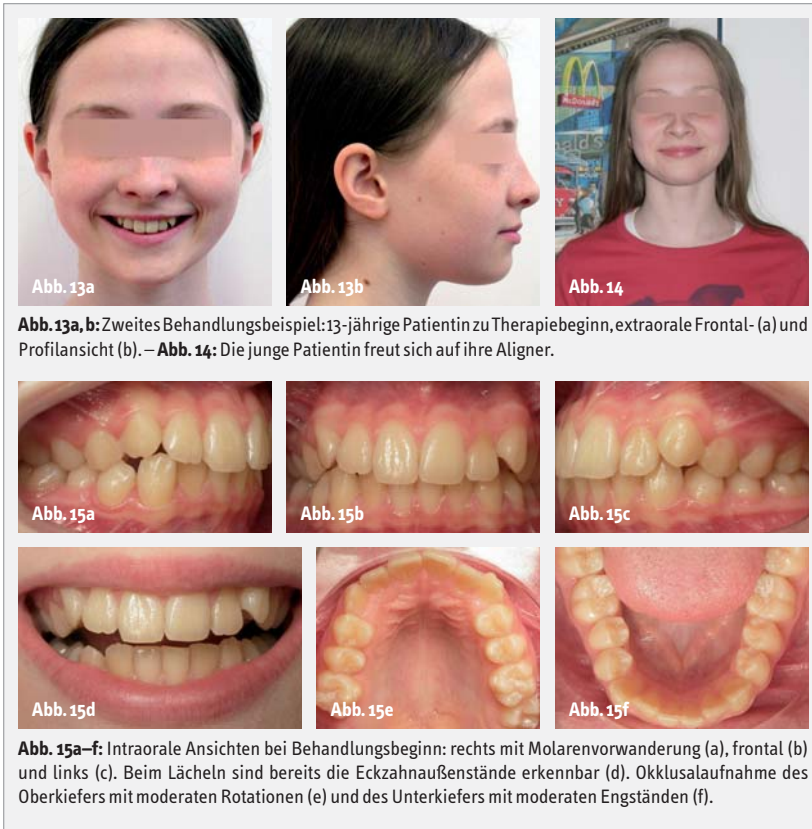 Abb. 13a
Abb. 13b
McDonald's
ald's
Abb. 14
Abb. 13a, b: Zweites Behandlungsbeispiel: 13-jährige Patientin zu Therapiebeginn, extraorale Frontal- (a) und
Profilansicht (b). – Abb. 14: Die junge Patientin freut sich auf ihre Aligner.
Abb. 15a
Abb. 15b
Abb. 15c
Abb. 15d
Abb. 15e
Abb. 15f
Abb. 15a–f: Intraorale Ansichten bei Behandlungsbeginn: rechts mit Molarenvorwanderung (a), frontal (b)
und links (c). Beim Lächeln sind bereits die Eckzahnaußenstände erkennbar (d). Okklusalaufnahme des
Oberkiefers mit moderaten Rotationen (e) und des Unterkiefers mit moderaten Engständen (f).